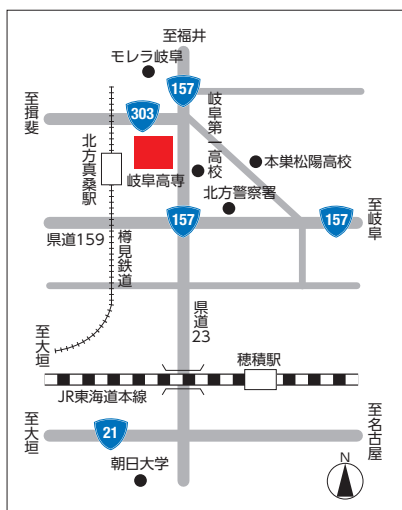 至福井
モレラ岐阜
157
至揖斐
303
岐阜第一高校
北方真桑駅
岐阜高専
本巣松陽高校
北方警察署
157
157
至岐阜
県道159
樽見鉄道
県道23
至大垣
穂積駅
JR東海道本線
至大垣
21
至名古屋
朝日大学
N